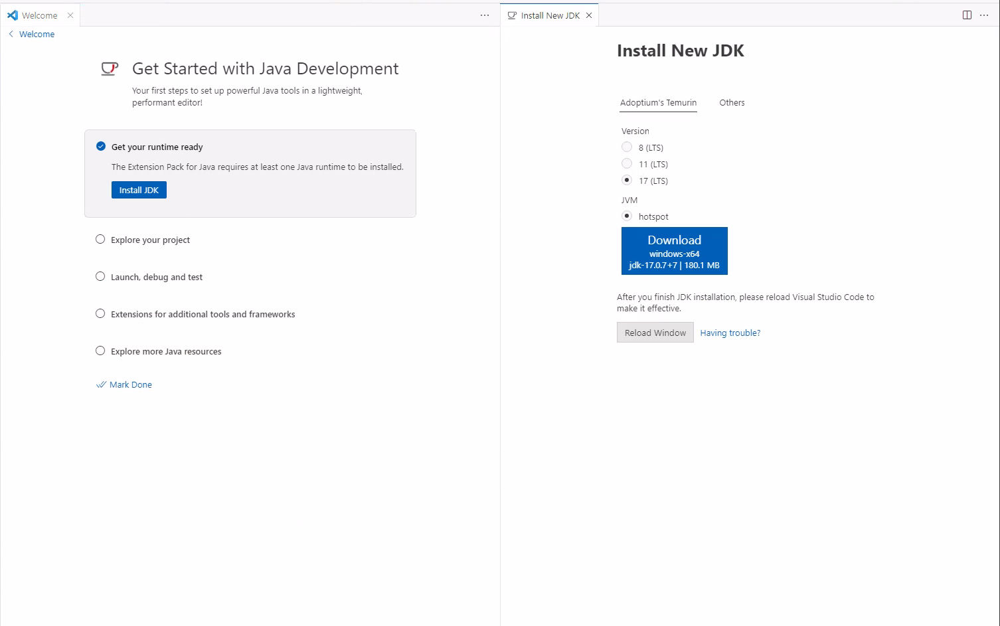 Welcome
Welcome
Get Started with Java Development
Your first steps to set up powerful Java tools in a lightweight,
performant editor!
Get your runtime ready
The Extension Pack for Java requires at least one Java runtime to be installed.
Install JDK
Explore your project
Launch, debug and test
Extensions for additional tools and frameworks
Explore more Java resources
Mark Done
Install New JDK
Install New JDK
Adoptium's Temurin Others
Version
8 (LTS)
11 (LTS)
17 (LTS)
JVM
hotspot
Download
windows-x64
jdk-17.0.7+7 | 180.1 MB
After you finish JDK installation, please reload Visual Studio Code to
make it effective.
Reload Window Having trouble?